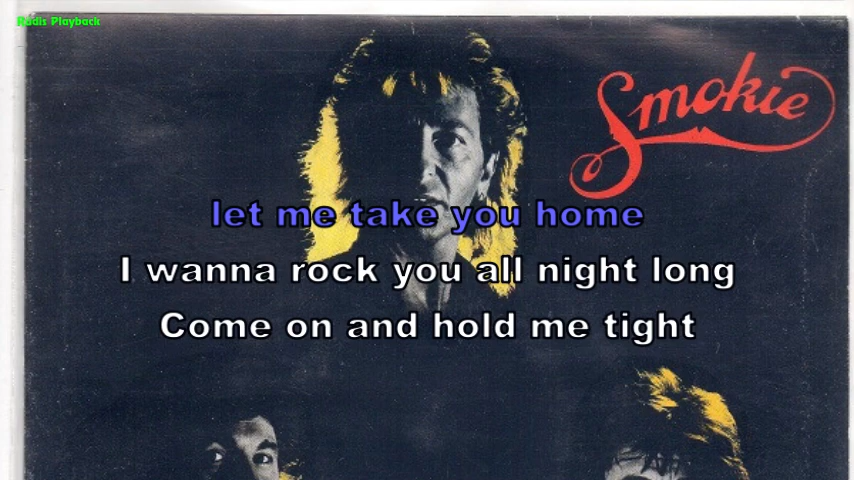 Radis Playback
Smokie
let me take you home
I wanna rock you all night long
Come on and hold me tight